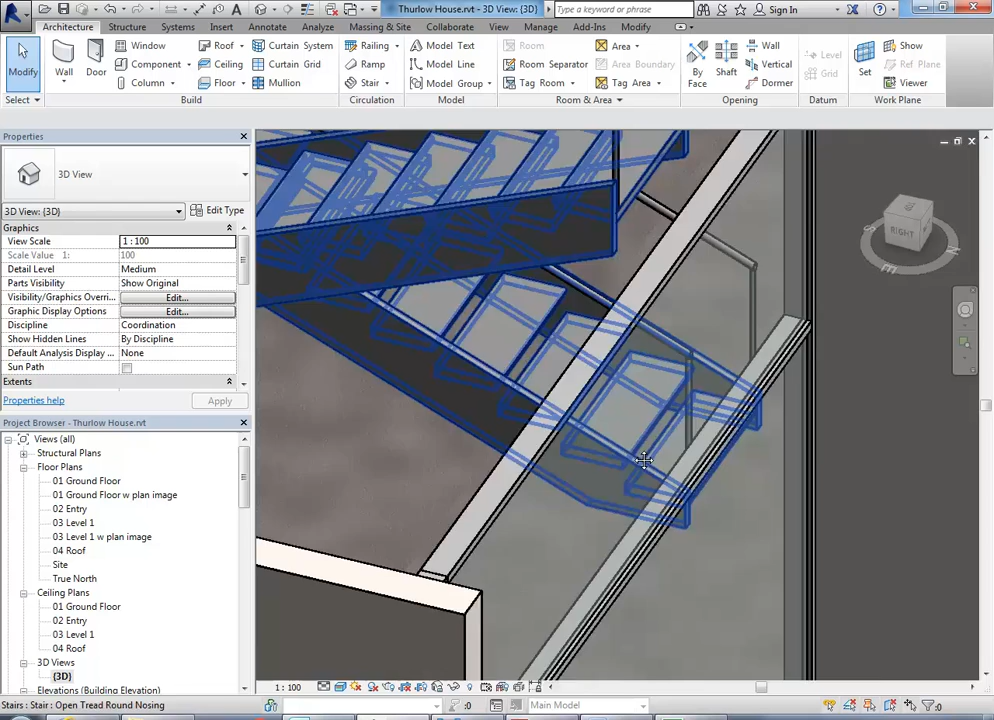 Thurlow House.rvt - 3D View: {3D}
Type a keyword or phrase
Sign In
Architecture Structure Systems Insert Annotate Analyze Massing & Site Collaborate View Manage Add-Ins Modify
Modify
Wall
Door
Window
Component
Column
Roof
Ceiling
Floor
Curtain System
Curtain Grid
Mullion
Railing
Ramp
Stair
Model Text
Model Line
Model Group
Room
Room Separator
Tag Room
Area
Area Boundary
Tag Area
By Face
Shaft
Wall
Vertical
Dormer
Level
Grid
Set
Show
Ref Plane
Viewer
Select Build Circulation Model Room & Area Opening Datum Work Plane
Properties
3D View
3D View: {3D} Edit Type
Graphics
View Scale 1 : 100
Scale Value 1: 100
Detail Level Medium
Parts Visibility Show Original
Visibility/Graphics Overri... Edit...
Graphic Display Options Edit...
Discipline Coordination
Show Hidden Lines By Discipline
Default Analysis Display ... None
Sun Path
Extents
Properties help Apply
Project Browser - Thurlow House.rvt
Views (all)
Structural Plans
Floor Plans
01 Ground Floor
01 Ground Floor w plan image
02 Entry
03 Level 1
03 Level 1 w plan image
04 Roof
Site
True North
Ceiling Plans
01 Ground Floor
02 Entry
03 Level 1
3D Views
{3D}
Elevations (Building Elevation)
RIGHT
S
E
N
1 : 100
Stairs : Stair : Open Tread Round Nosing
:0
Main Model
:0